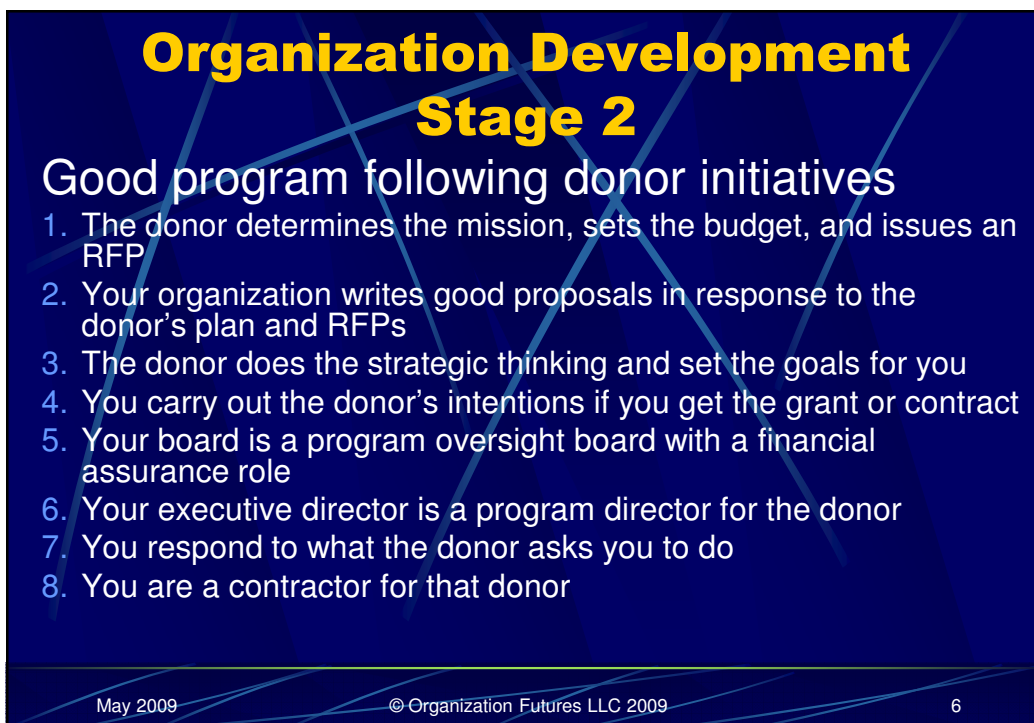 Organization Development
Stage 2
Good program following donor initiatives
1. The donor determines the mission, sets the budget, and issues an
RFP
2. Your organization writes good proposals in response to the
donor's plan and RFPs
3. The donor does the strategic thinking and set the goals for you
4. You carry out the donor's intentions if you get the grant or contract
5. Your board is a program oversight board with a financial
assurance role
6. Your executive director is a program director for the donor
7. You respond to what the donor asks you to do
8. You are a contractor for that donor
May 2009 © Organization Futures LLC 2009 6